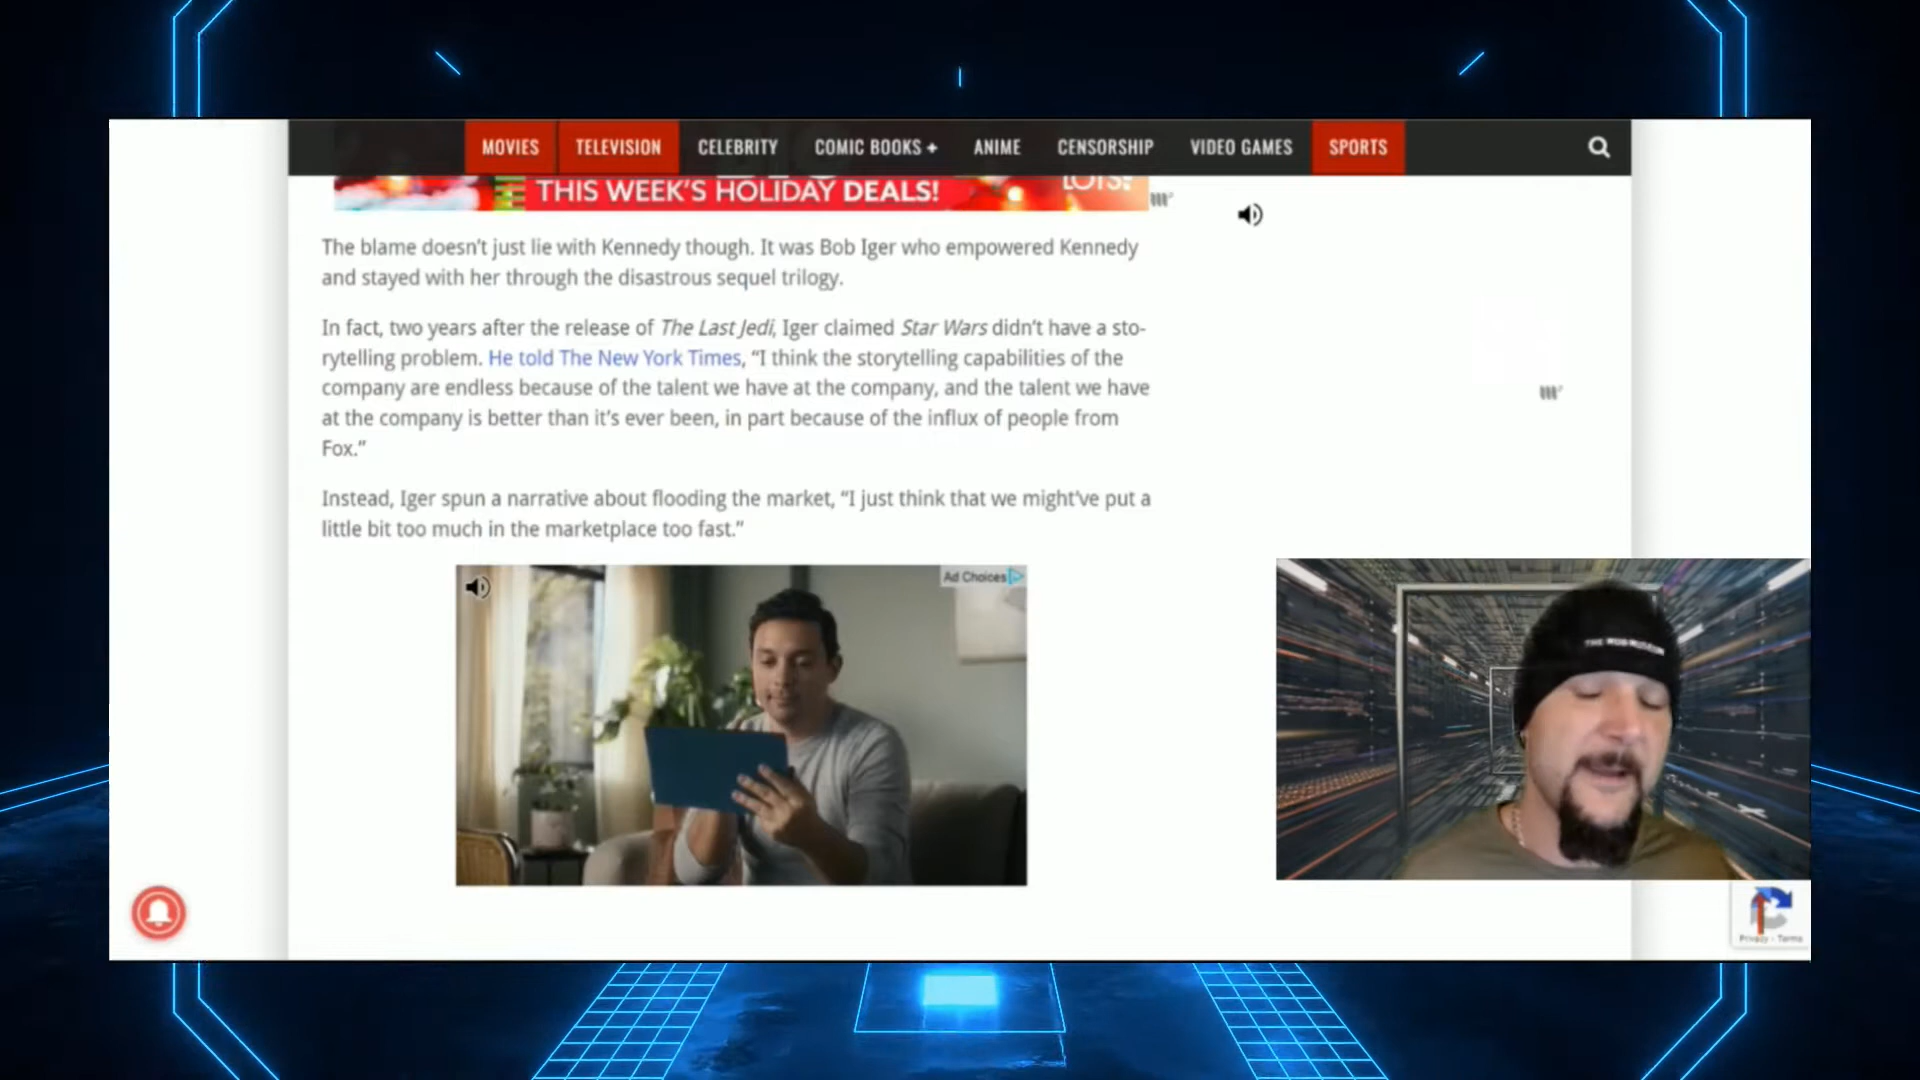 MOVIES TELEVISION CELEBRITY COMIC BOOKS + ANIME CENSORSHIP VIDEO GAMES SPORTS
THIS WEEK'S HOLIDAY DEALS! LOTS!
The blame doesn't just lie with Kennedy though. It was Bob Iger who empowered Kennedy
and stayed with her through the disastrous sequel trilogy.
In fact, two years after the release of The Last Jedi, Iger claimed Star Wars didn't have a sto-
rytelling problem. He told The New York Times, “I think the storytelling capabilities of the
company are endless because of the talent we have at the company, and the talent we have
at the company is better than it's ever been, in part because of the influx of people from
Fox.”
Instead, Iger spun a narrative about flooding the market, “I just think that we might've put a
little bit too much in the marketplace too fast.”
Ad Choices
THE MOB MUSEUM
Privacy - Terms